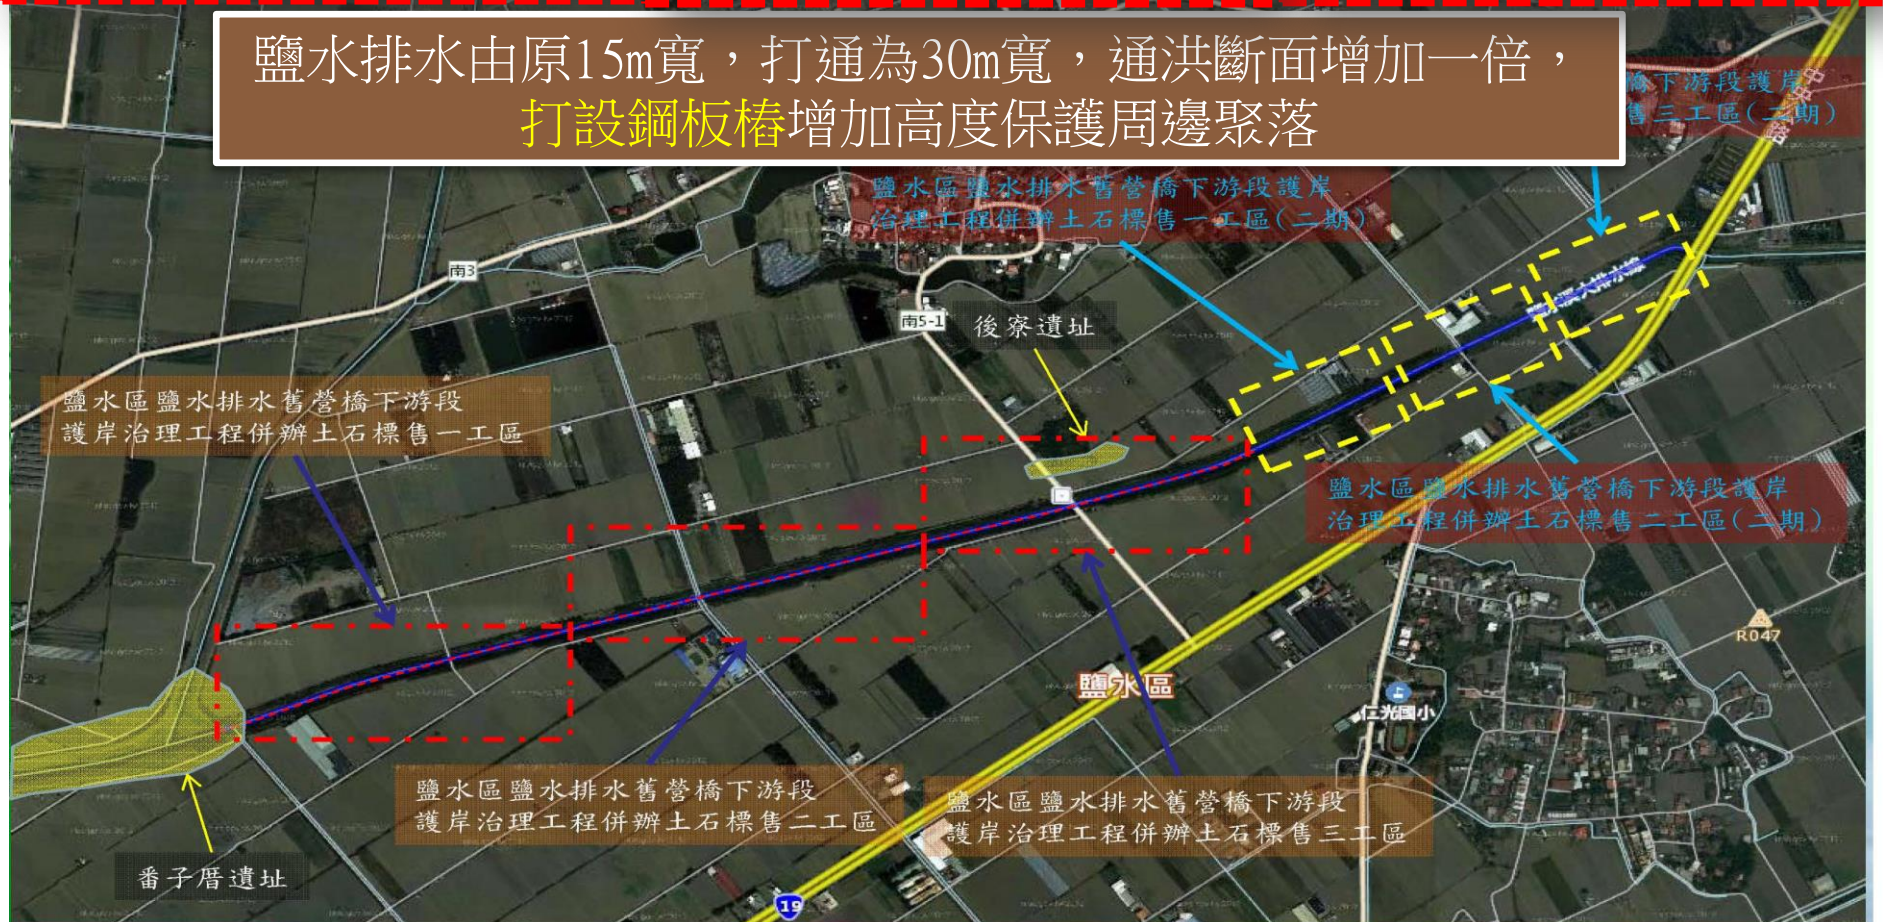 鹽水排水由原15m寬，打通為30m寬，通洪斷面增加一倍，
打設鋼板樁增加高度保護周邊聚落
橋下游段護岸
售三工區(二期)
鹽水區鹽水排水舊營橋下游段護岸
治理工程併辦土石標售一工區(二期)
南3
南5-1
後寮遺址
鹽水區鹽水排水舊營橋下游段
護岸治理工程併辦土石標售一工區
鹽水區鹽水排水舊營橋下游段護岸
治理工程併辦土石標售二工區(二期)
R047
鹽水區
仁光國小
鹽水區鹽水排水舊營橋下游段
護岸治理工程併辦土石標售二工區
鹽水區鹽水排水舊營橋下游段
護岸治理工程併辦土石標售三工區
番子厝遺址
19